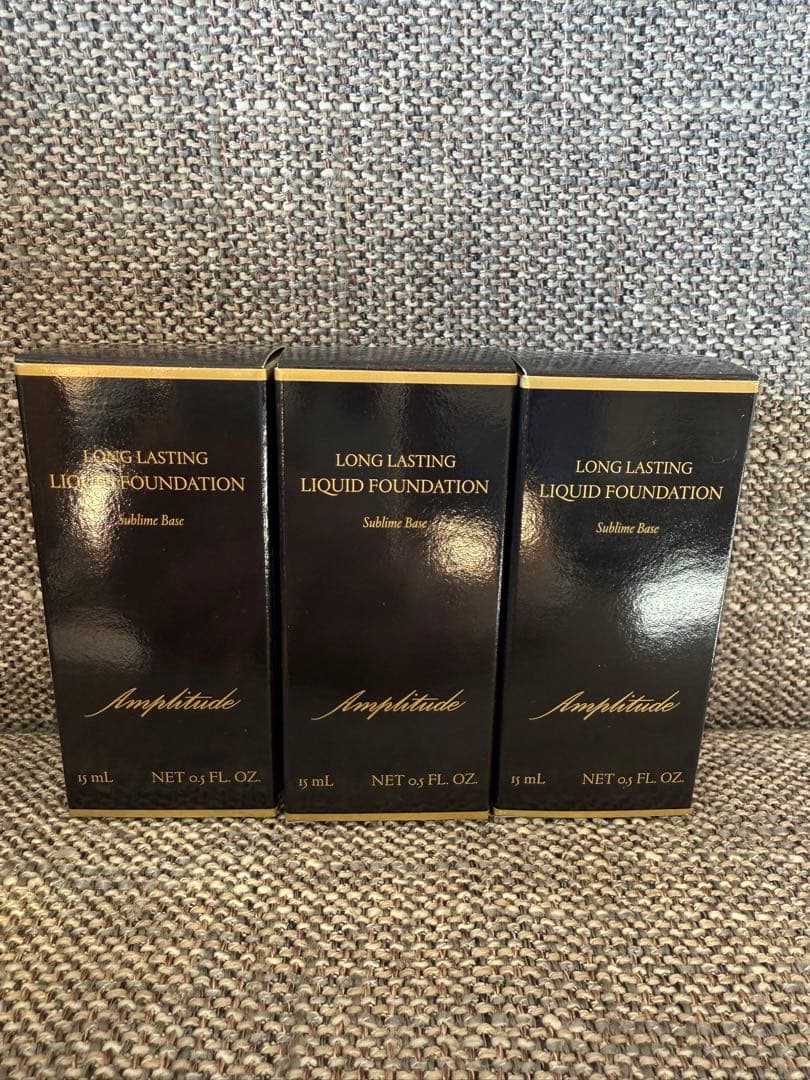 LONG LASTING
LIQUID FOUNDATION
Sublime Base
Amplitude
15 mL NET 0.5 FL. OZ.
LONG LASTING
LIQUID FOUNDATION
Sublime Base
Amplitude
15 mL NET 0.5 FL. OZ.
LONG LASTING
LIQUID FOUNDATION
Sublime Base
Amplitude
15 mL NET 0.5 FL. OZ.